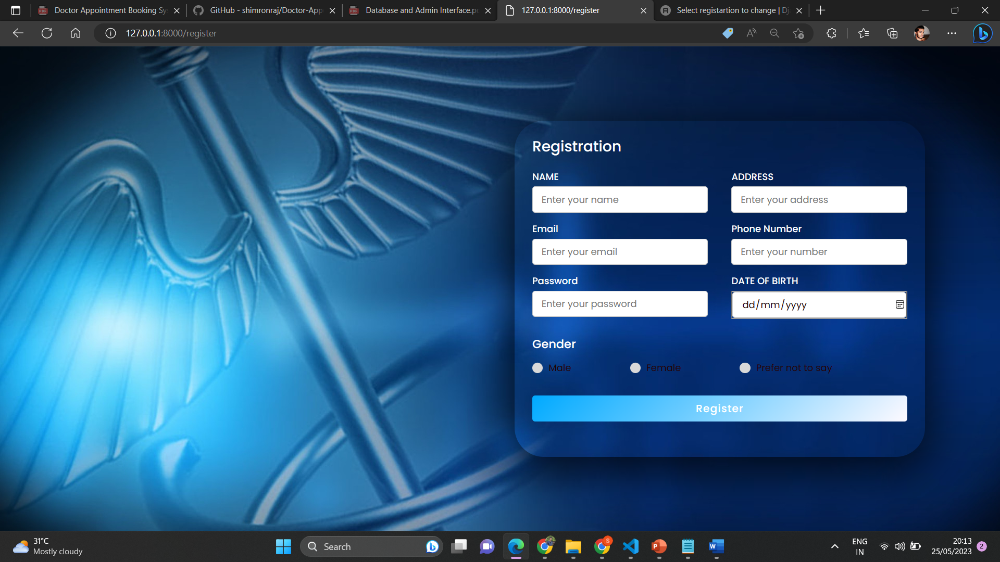 Doctor Appointment Booking Sy
GitHub - shimronraj/Doctor-App
Database and Admin Interface.pd
127.0.0.1:8000/register
Select registartion to change | Dj
127.0.0.1:8000/register
Registration
NAME
ADDRESS
Enter your name
Enter your address
Email
Phone Number
Enter your email
Enter your number
Password
DATE OF BIRTH
Enter your password
dd/mm/yyyy
Gender
Male
Female
Prefer not to say
Register
31°C
Mostly cloudy
Search
ENG
IN
20:13
25/05/2023
2